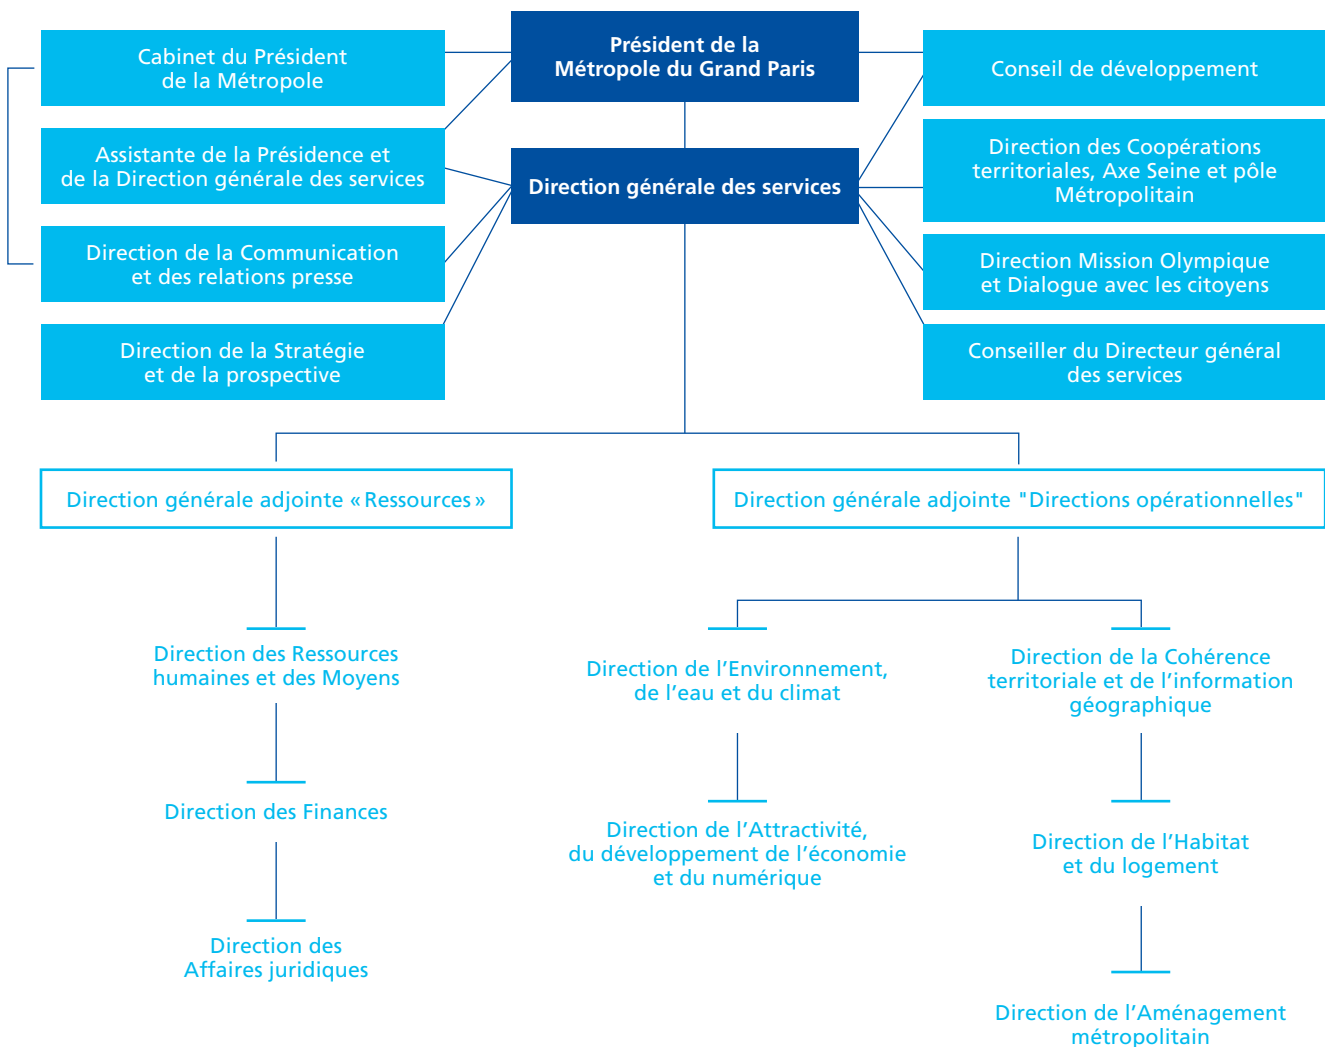 Président de la
Métropole du Grand Paris
Cabinet du Président
de la Métropole
Conseil de développement
Assistante de la Présidence et
de la Direction générale des services
Direction générale des services
Direction des Coopérations
territoriales, Axe Seine et pôle
Métropolitain
Direction de la Communication
et des relations presse
Direction Mission Olympique
et Dialogue avec les citoyens
Direction de la Stratégie
et de la prospective
Conseiller du Directeur général
des services
Direction générale adjointe « Ressources »
Direction générale adjointe "Directions opérationnelles"
Direction des Ressources
humaines et des Moyens
Direction des Finances
Direction des
Affaires juridiques
Direction de l’Environnement,
de l’eau et du climat
Direction de l’Attractivité,
du développement de l’économie
et du numérique
Direction de la Cohérence
territoriale et de l’information
géographique
Direction de l’Habitat
et du logement
Direction de l’Aménagement
métropolitain